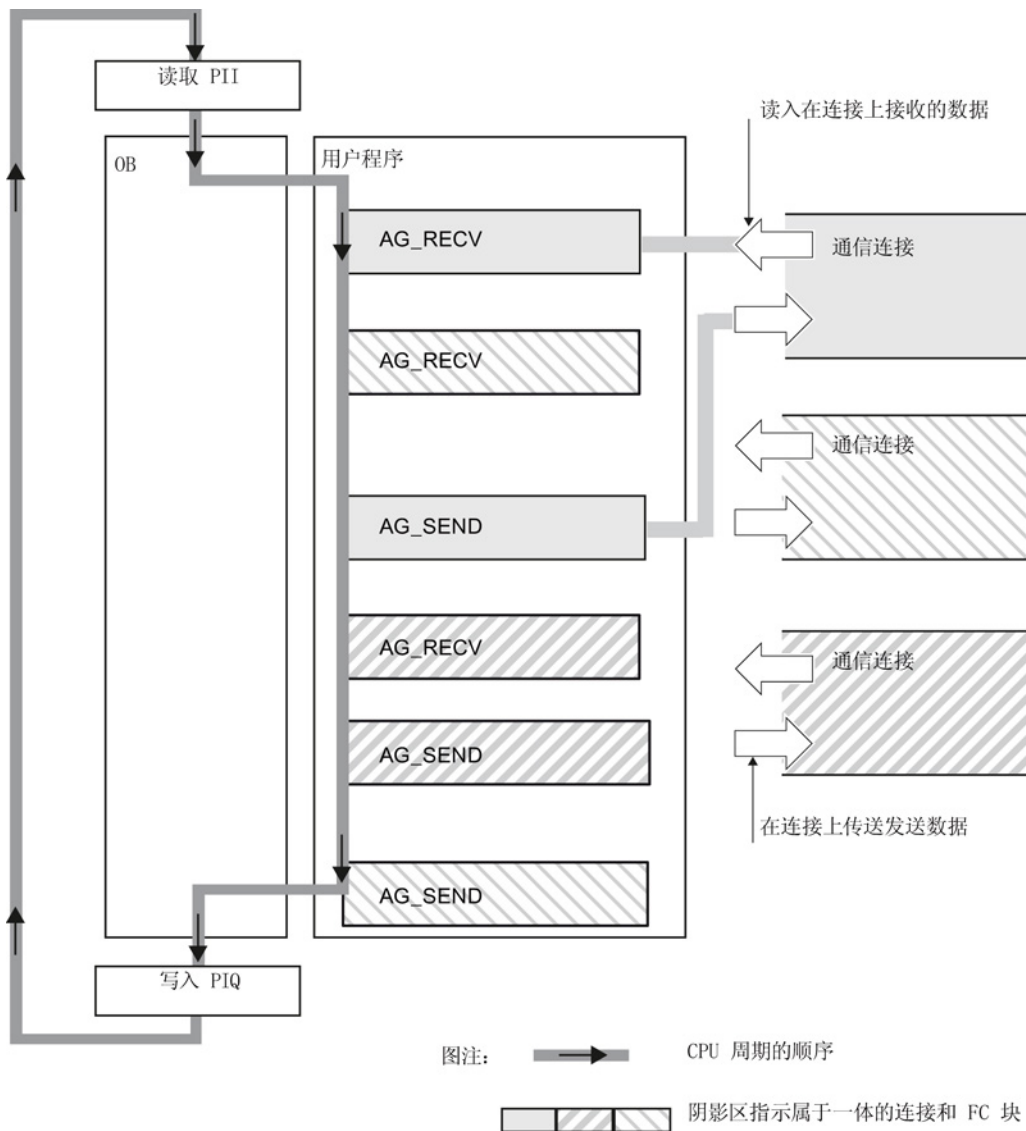 读取 PII
读入在连接上接收的数据
OB
用户程序
AG_RECV
通信连接
AG_RECV
通信连接
AG_SEND
AG_RECV
通信连接
AG_SEND
在连接上传送发送数据
AG_SEND
写入 PIQ
图注:
CPU 周期的顺序
阴影区指示属于一体的连接和 FC 块